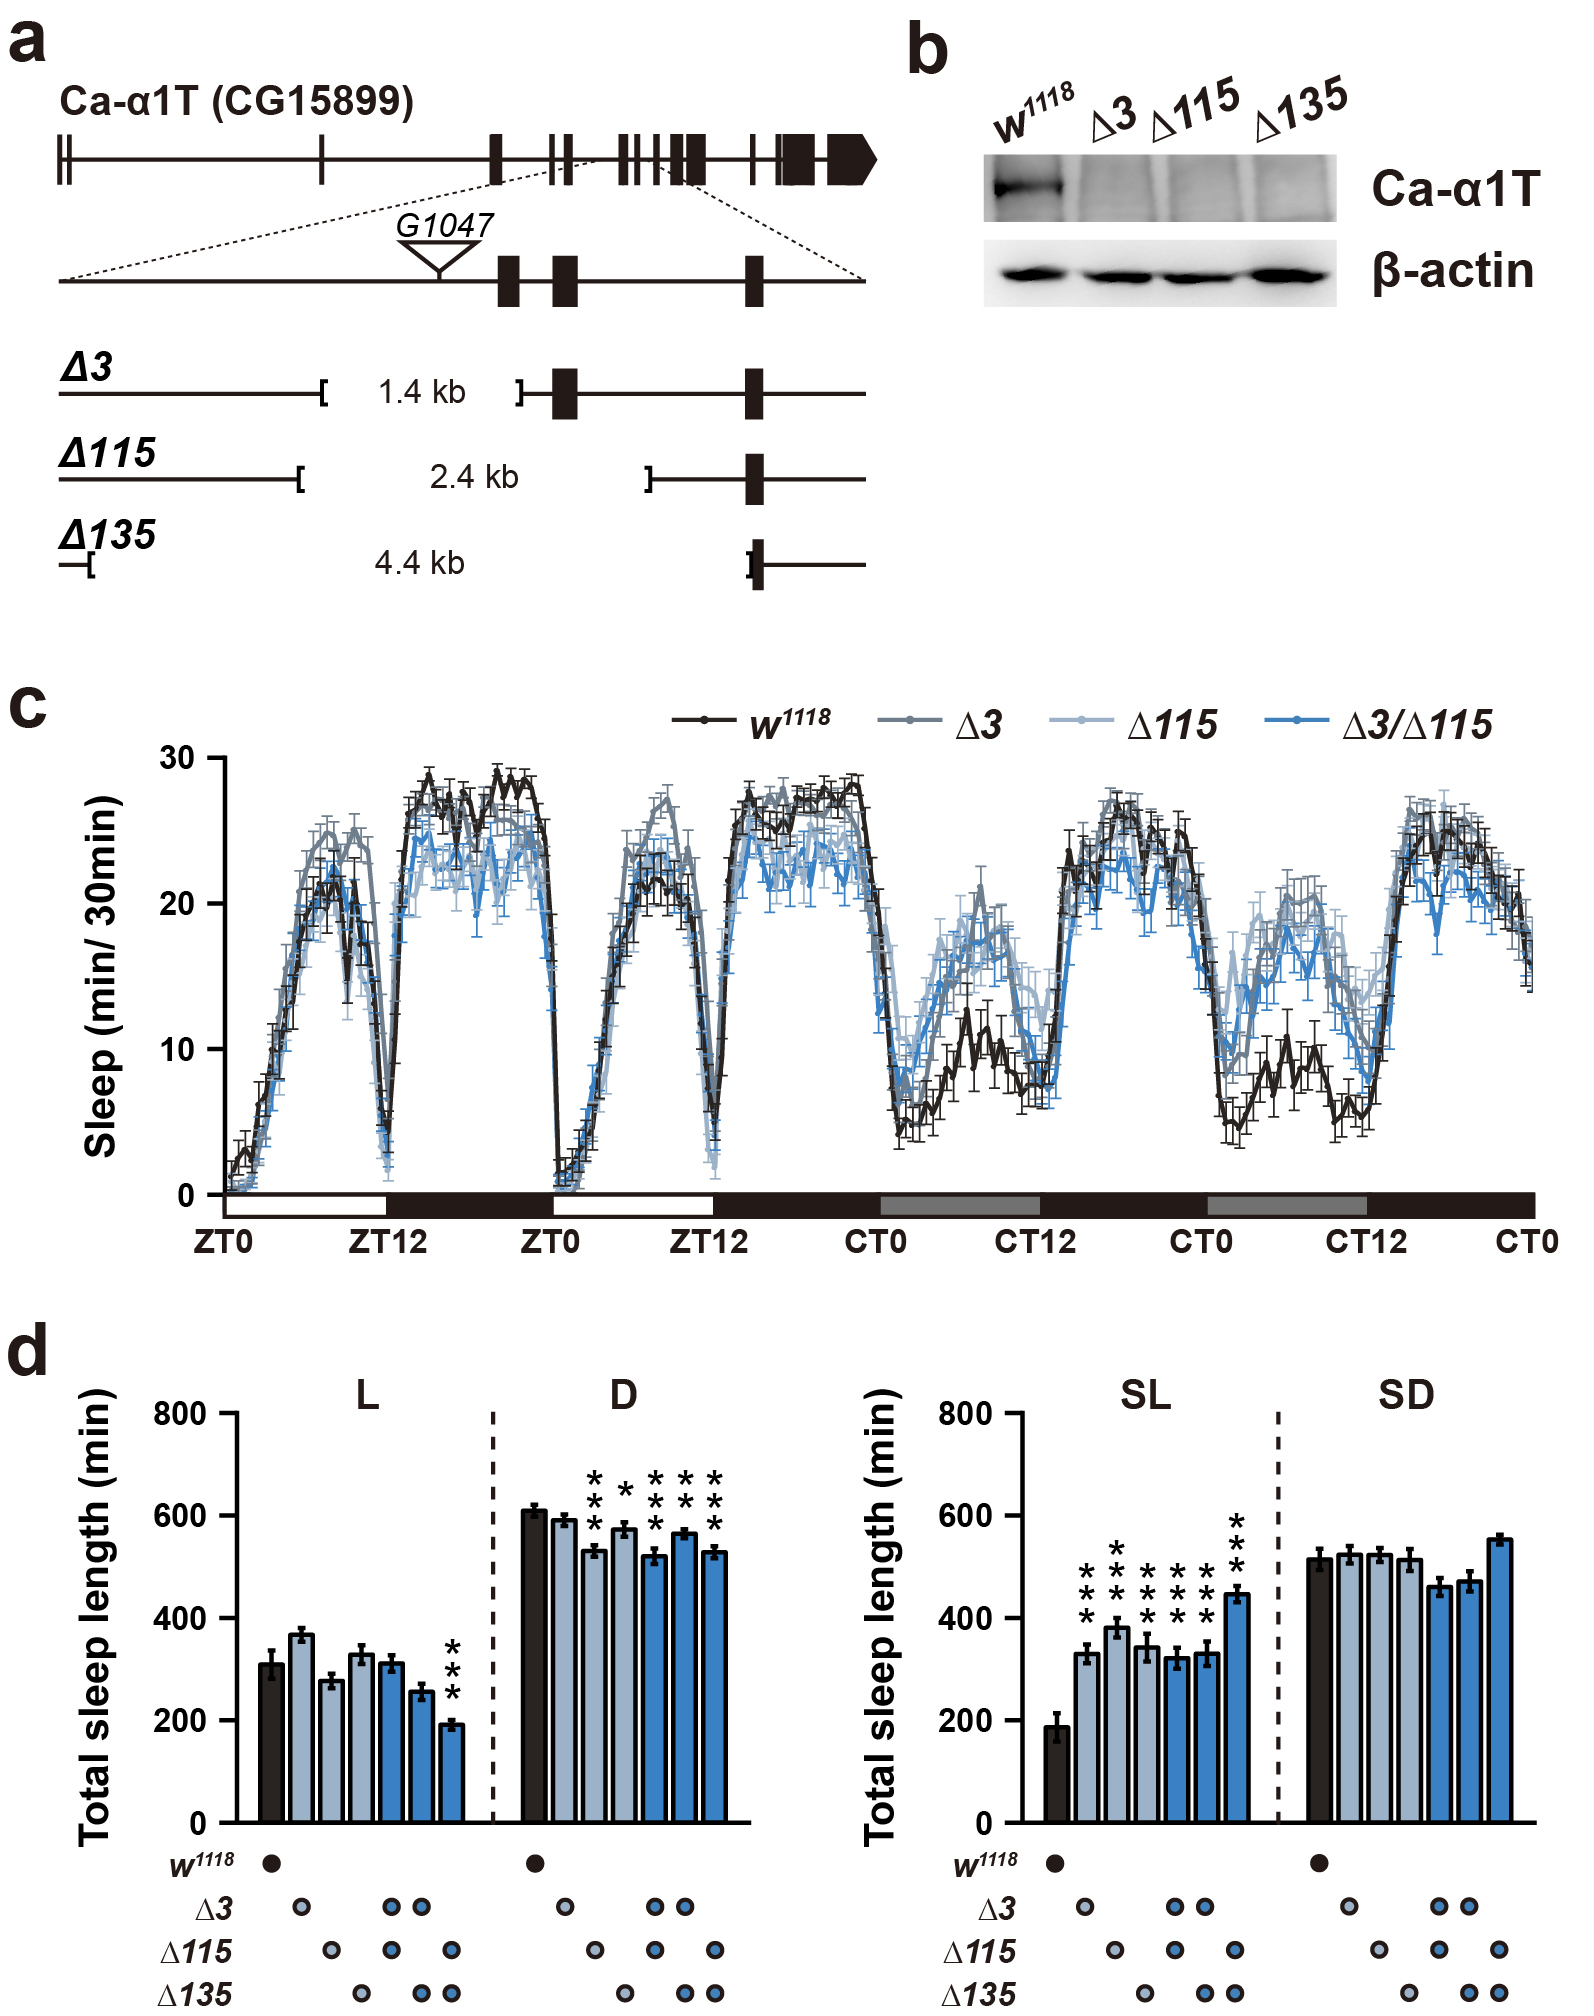 a
Ca-α1T (CG15899)
G1047
Δ3
1.4 kb
Δ115
2.4 kb
Δ135
4.4 kb
b
w1118 Δ3 Δ115 Δ135
Ca-α1T
β-actin
c
w1118 Δ3 Δ115 Δ3/Δ115
Sleep (min/ 30min)
30
20
10
0
ZT0 ZT12 ZT0 ZT12 CT0 CT12 CT0 CT12 CT0
d
L D
Total sleep length (min)
800
600
400
200
0
*** *** * *** ** ***
w1118
Δ3
Δ115
Δ135
SL SD
Total sleep length (min)
800
600
400
200
0
*** *** *** *** *** ***
w1118
Δ3
Δ115
Δ135